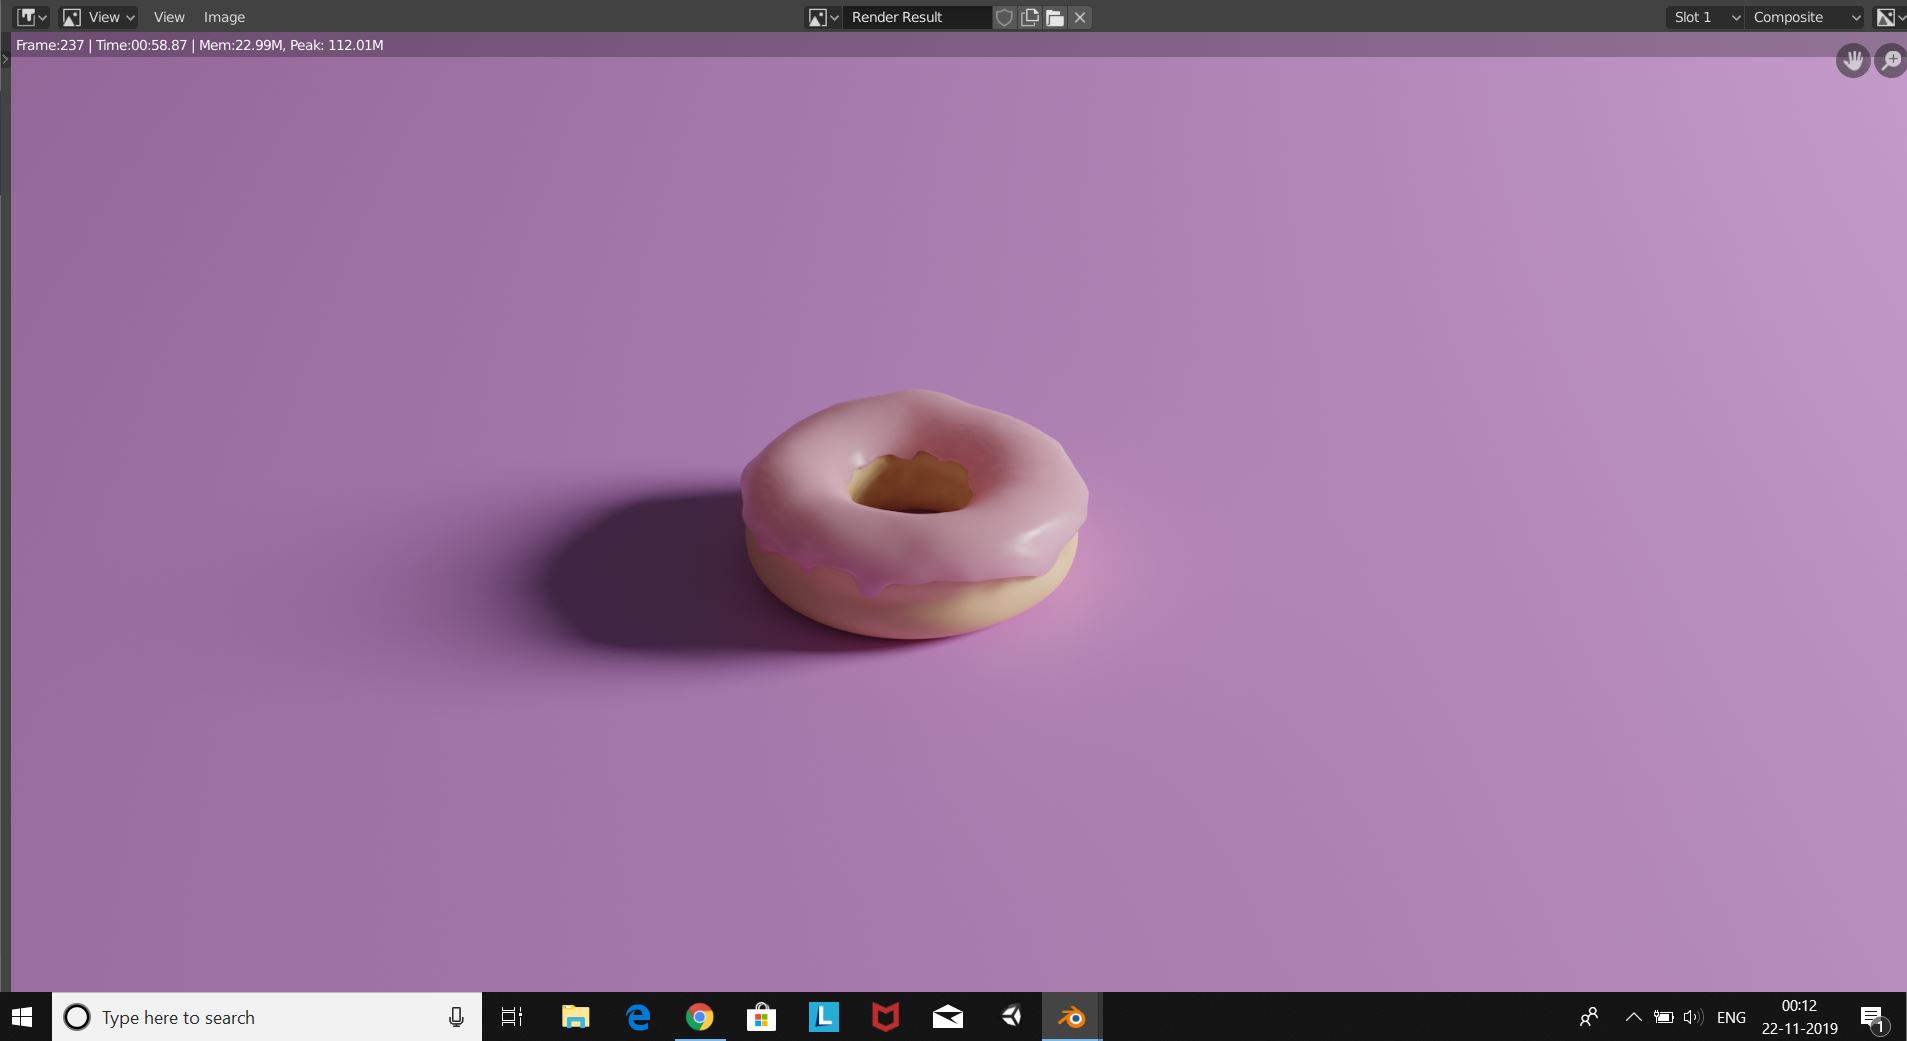 View View Image Render Result Slot 1 Composite
Frame:237 | Time:00:58.87 | Mem:22.99M, Peak: 112.01M
Type here to search L ENG 00:12
22-11-2019 1